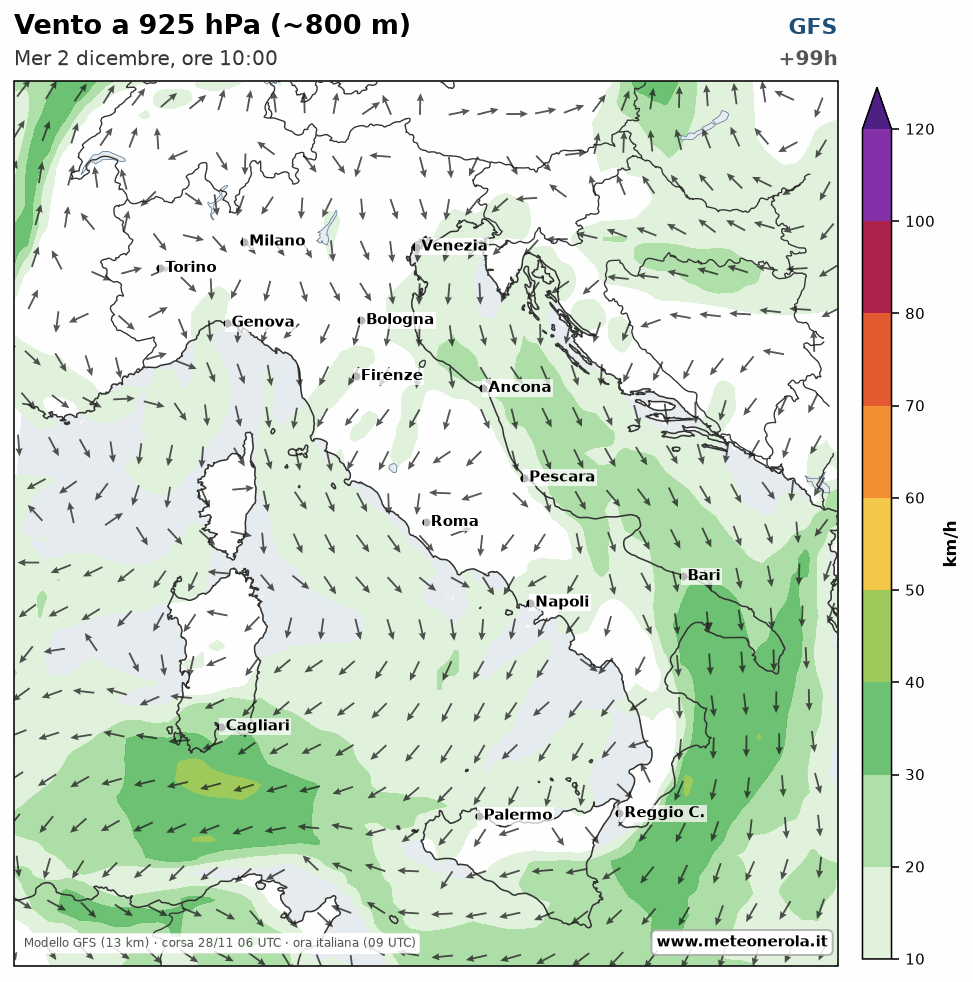 Vento a 925 hPa (~800 m)
GFS
Mer 2 dicembre, ore 10:00
+99h
Milano
Venezia
Torino
Genova
Bologna
Firenze
Ancona
Pescara
Roma
Bari
Napoli
Cagliari
Palermo
Reggio C.
120
100
80
70
60
50
40
30
20
10
km/h
Modello GFS (13 km) · corsa 28/11 06 UTC · ora italiana (09 UTC)
www.meteonerola.it